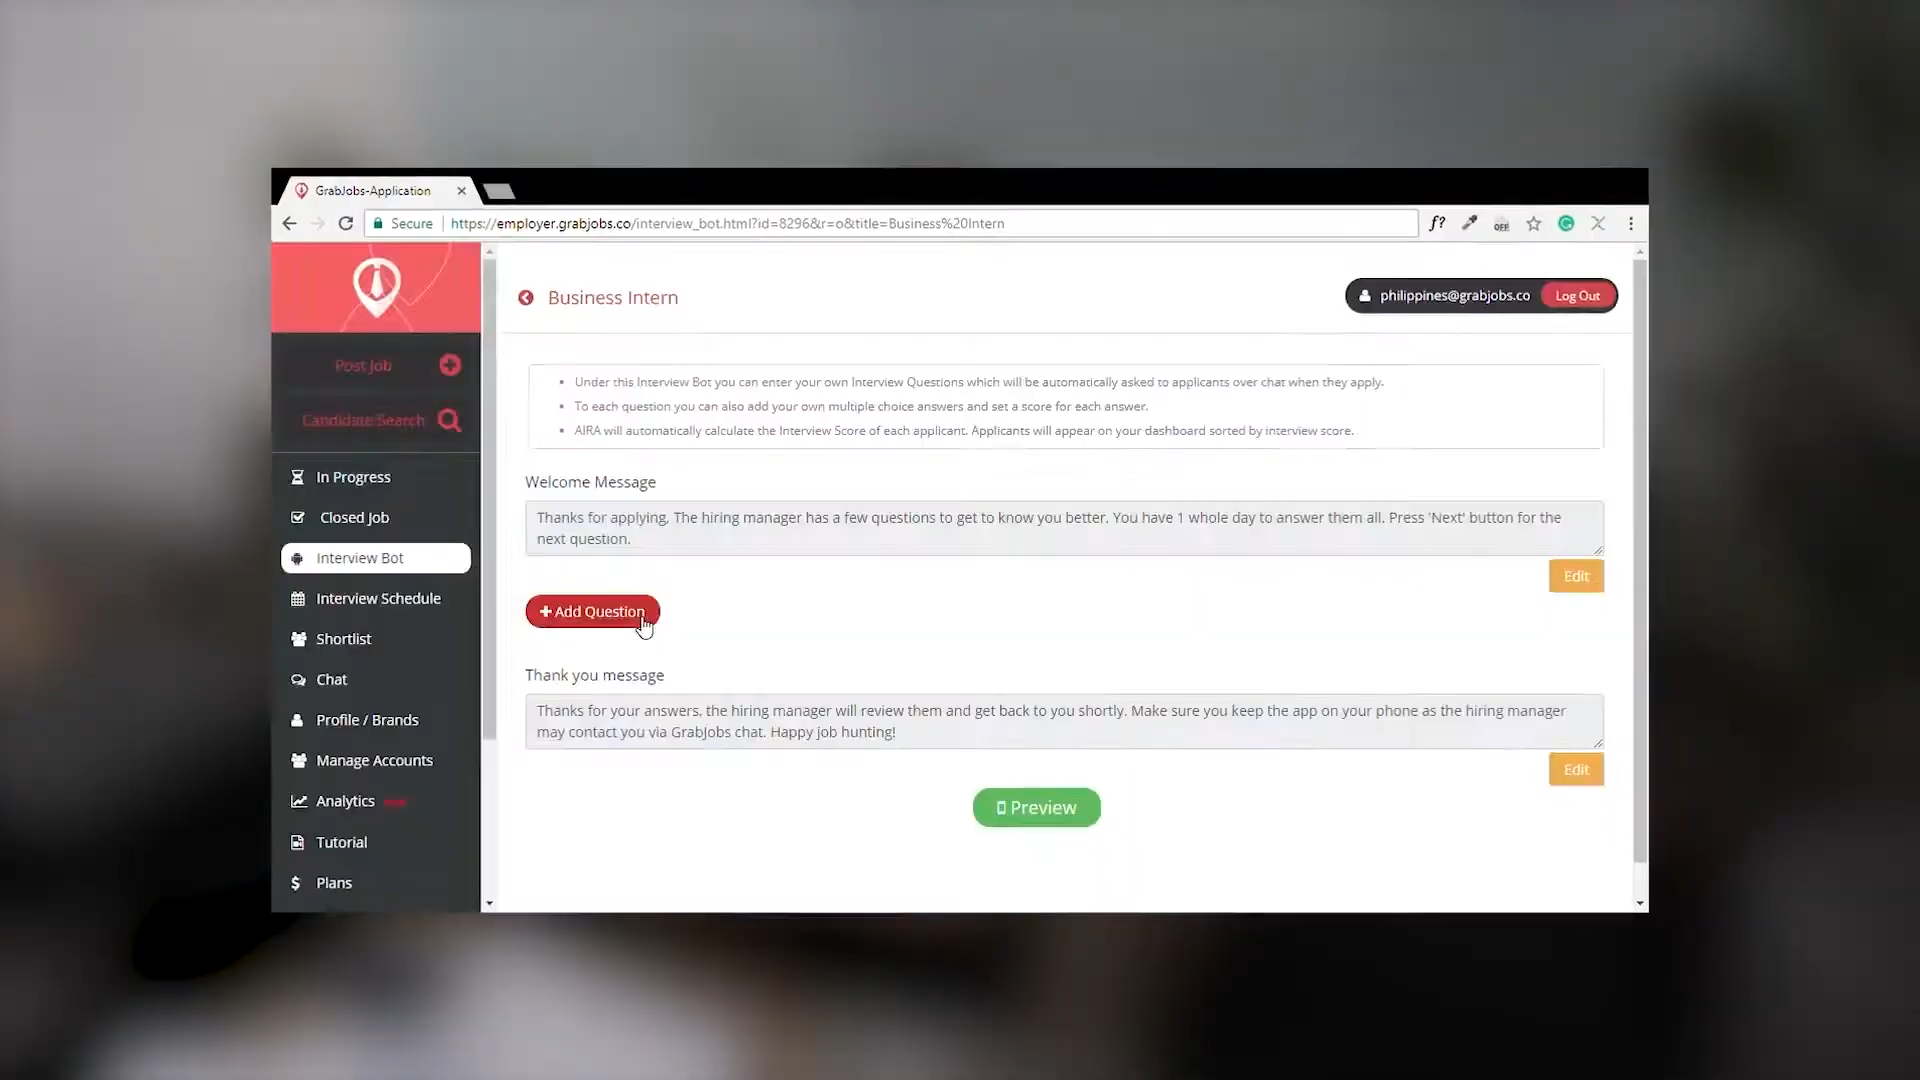 GrabJobs-Application
Secure
https://employer.grabjobs.co/interview_bot.html?id=8296&r=o&title=Business%20Intern
f?
OFF
Business Intern
philippines@grabjobs.co
Log Out
Post Job
Candidate Search
In Progress
Closed Job
Interview Bot
Interview Schedule
Shortlist
Chat
Profile / Brands
Manage Accounts
Analytics
Tutorial
Plans
Under this Interview Bot you can enter your own Interview Questions which will be automatically asked to applicants over chat when they apply.
To each question you can also add your own multiple choice answers and set a score for each answer.
AIRA will automatically calculate the Interview Score of each applicant. Applicants will appear on your dashboard sorted by interview score.
Welcome Message
Thanks for applying, The hiring manager has a few questions to get to know you better. You have 1 whole day to answer them all. Press 'Next' button for the
next question.
Edit
Add Question
Thank you message
Thanks for your answers, the hiring manager will review them and get back to you shortly. Make sure you keep the app on your phone as the hiring manager
may contact you via GrabJobs chat. Happy job hunting!
Edit
Preview